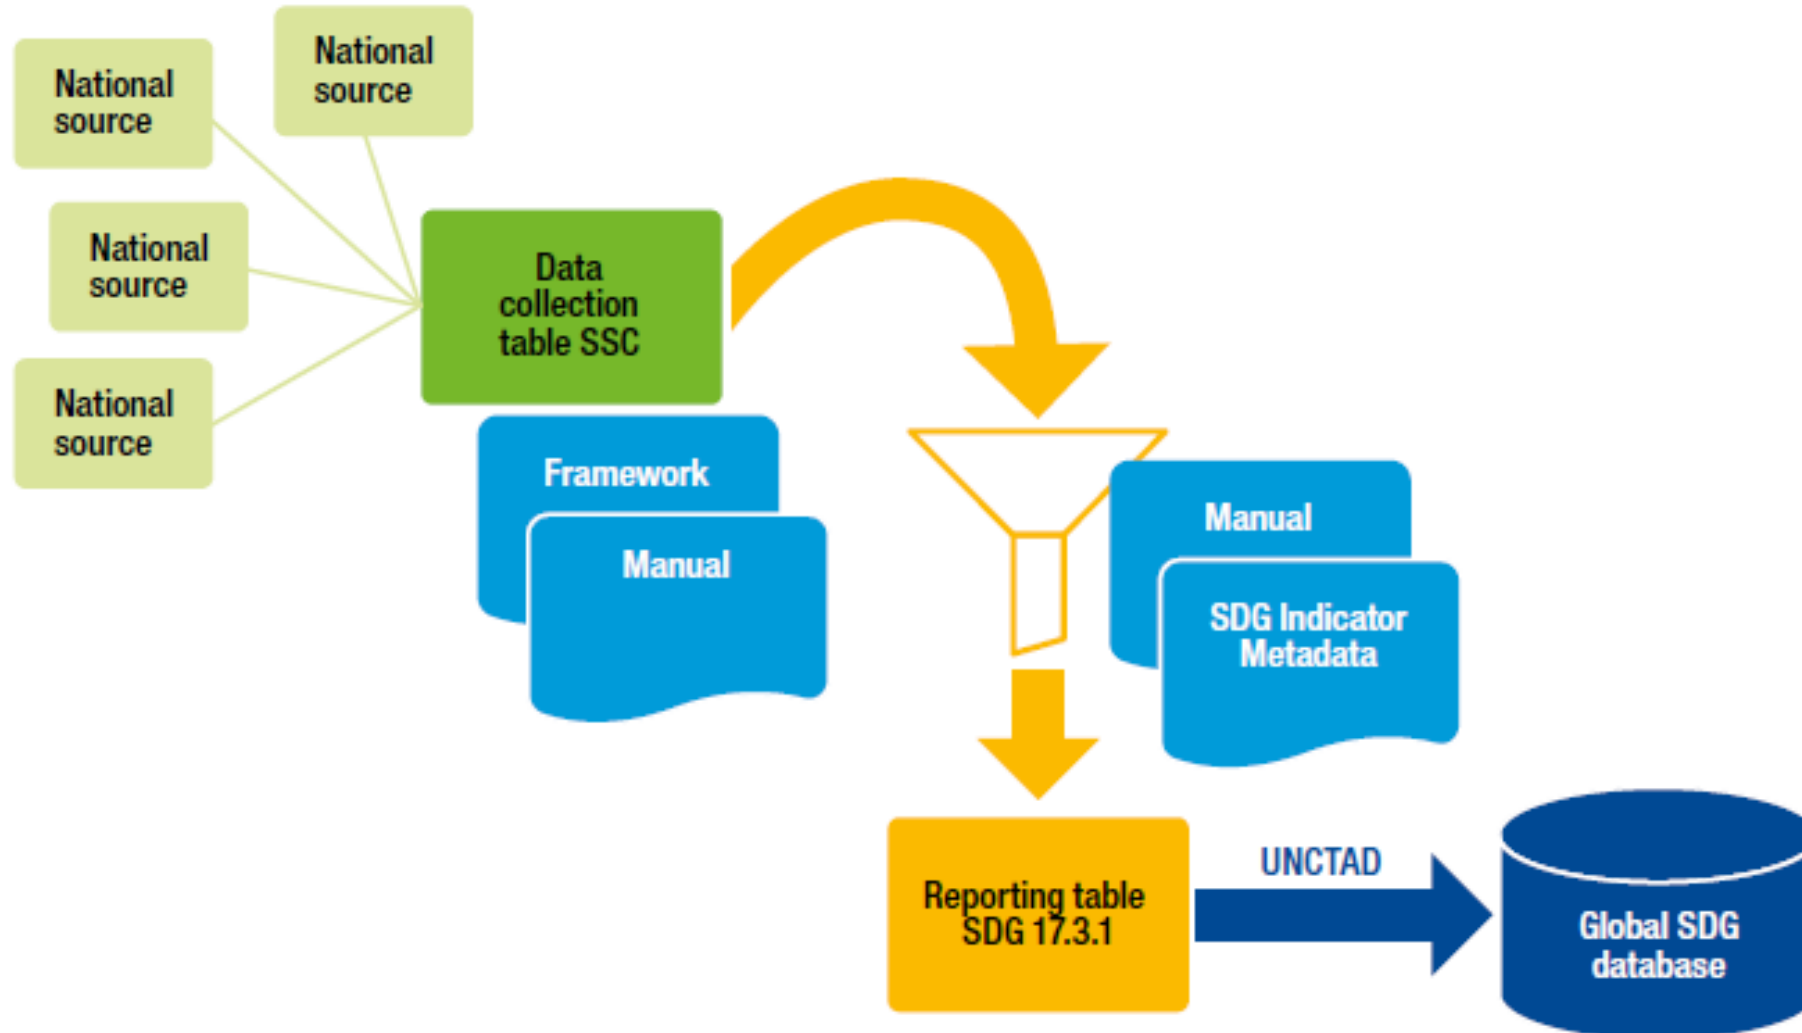 National
source
National
source
National
source
National
source
Data
collection
table SSC
Framework
Manual
Manual
SDG Indicator
Metadata
Reporting table
SDG 17.3.1
UNCTAD
Global SDG
database